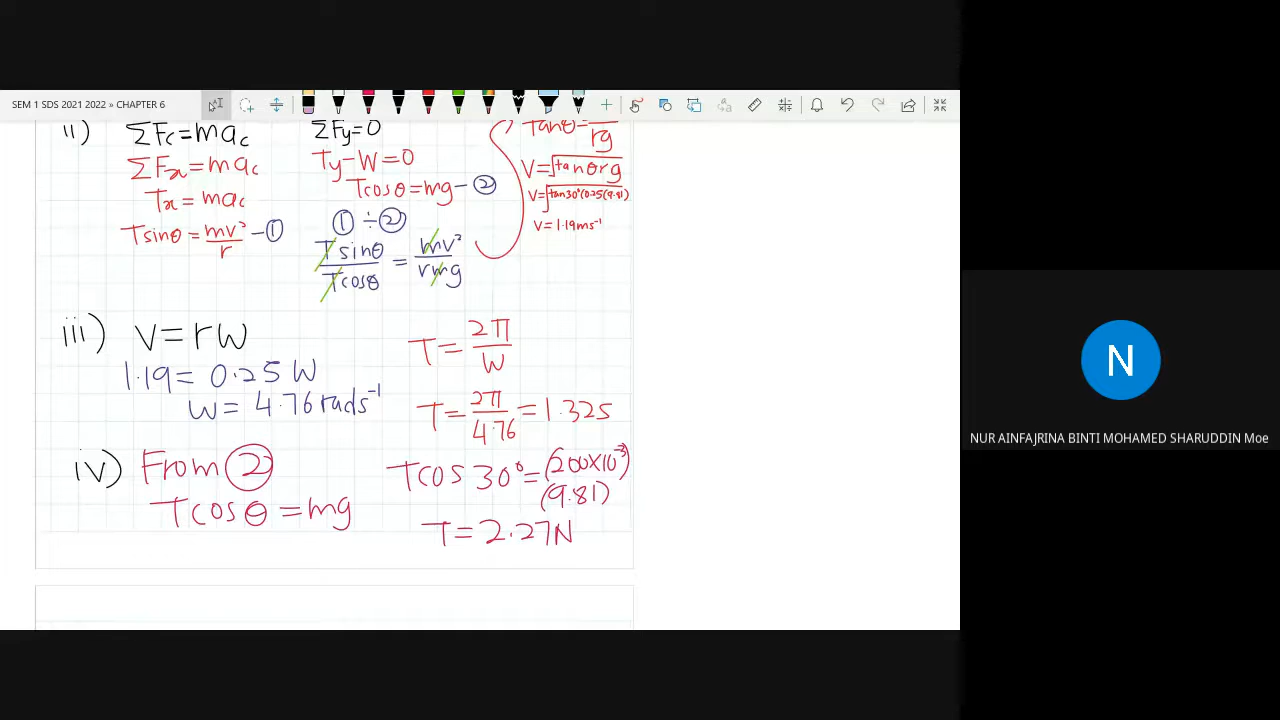 SEM 1 SDS 2021 2022 » CHAPTER 6
ii)
ΣFc=mac
ΣFx=mac
Tx=mac
Tsinθ=mv²/r–①
ΣFy=0
Ty–W=0
Tcosθ=mg–②
①÷②
Tsinθ/Tcosθ = mv²/rmg
Tanθ= /rg
V=√tanθrg
V=√tan30°(0.25)(9.81)
V=1.19ms⁻¹
iii) V=rW
1.19=0.25W
W=4.76rads⁻¹
T=2π/W
T=2π/4.76=1.32s
iv) From ②
Tcosθ=mg
Tcos30°=(200×10⁻³)
(9.81)
T=2.27N
N
NUR AINFAJRINA BINTI MOHAMED SHARUDDIN Moe